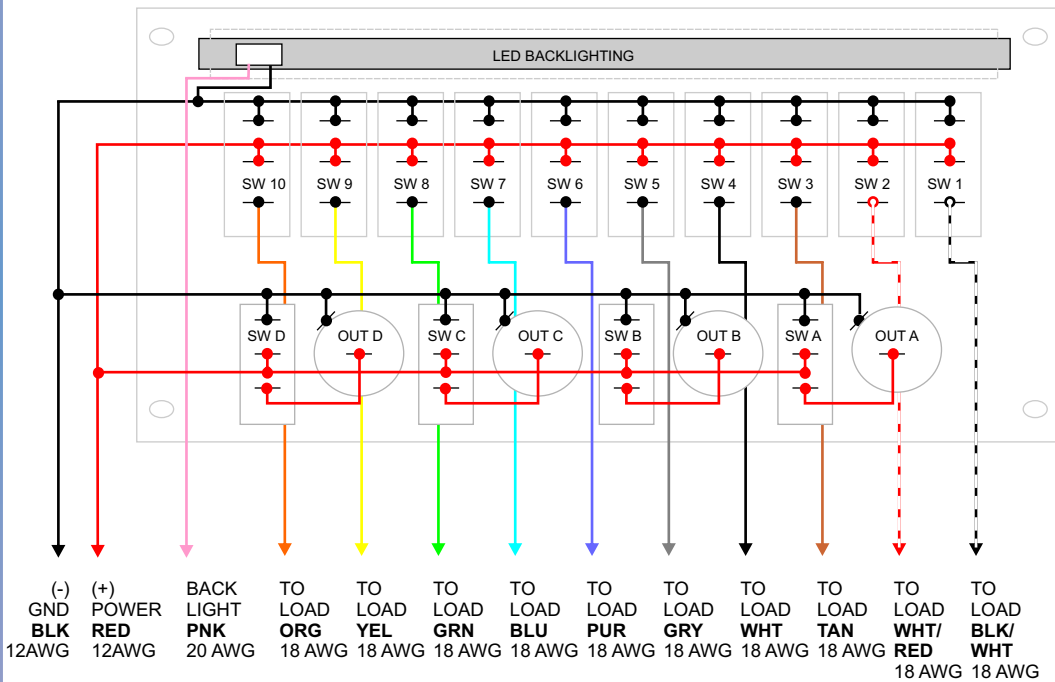 LED BACKLIGHTING
SW 10
SW 9
SW 8
SW 7
SW 6
SW 5
SW 4
SW 3
SW 2
SW 1
SW D
OUT D
SW C
OUT C
SW B
OUT B
SW A
OUT A
(-)
GND
BLK
12AWG
(+)
POWER
RED
12AWG
BACK
LIGHT
PNK
20 AWG
TO
LOAD
ORG
18 AWG
TO
LOAD
YEL
18 AWG
TO
LOAD
GRN
18 AWG
TO
LOAD
BLU
18 AWG
TO
LOAD
PUR
18 AWG
TO
LOAD
GRY
18 AWG
TO
LOAD
WHT
18 AWG
TO
LOAD
TAN
18 AWG
TO
LOAD
WHT/
RED
18 AWG
TO
LOAD
BLK/
WHT
18 AWG